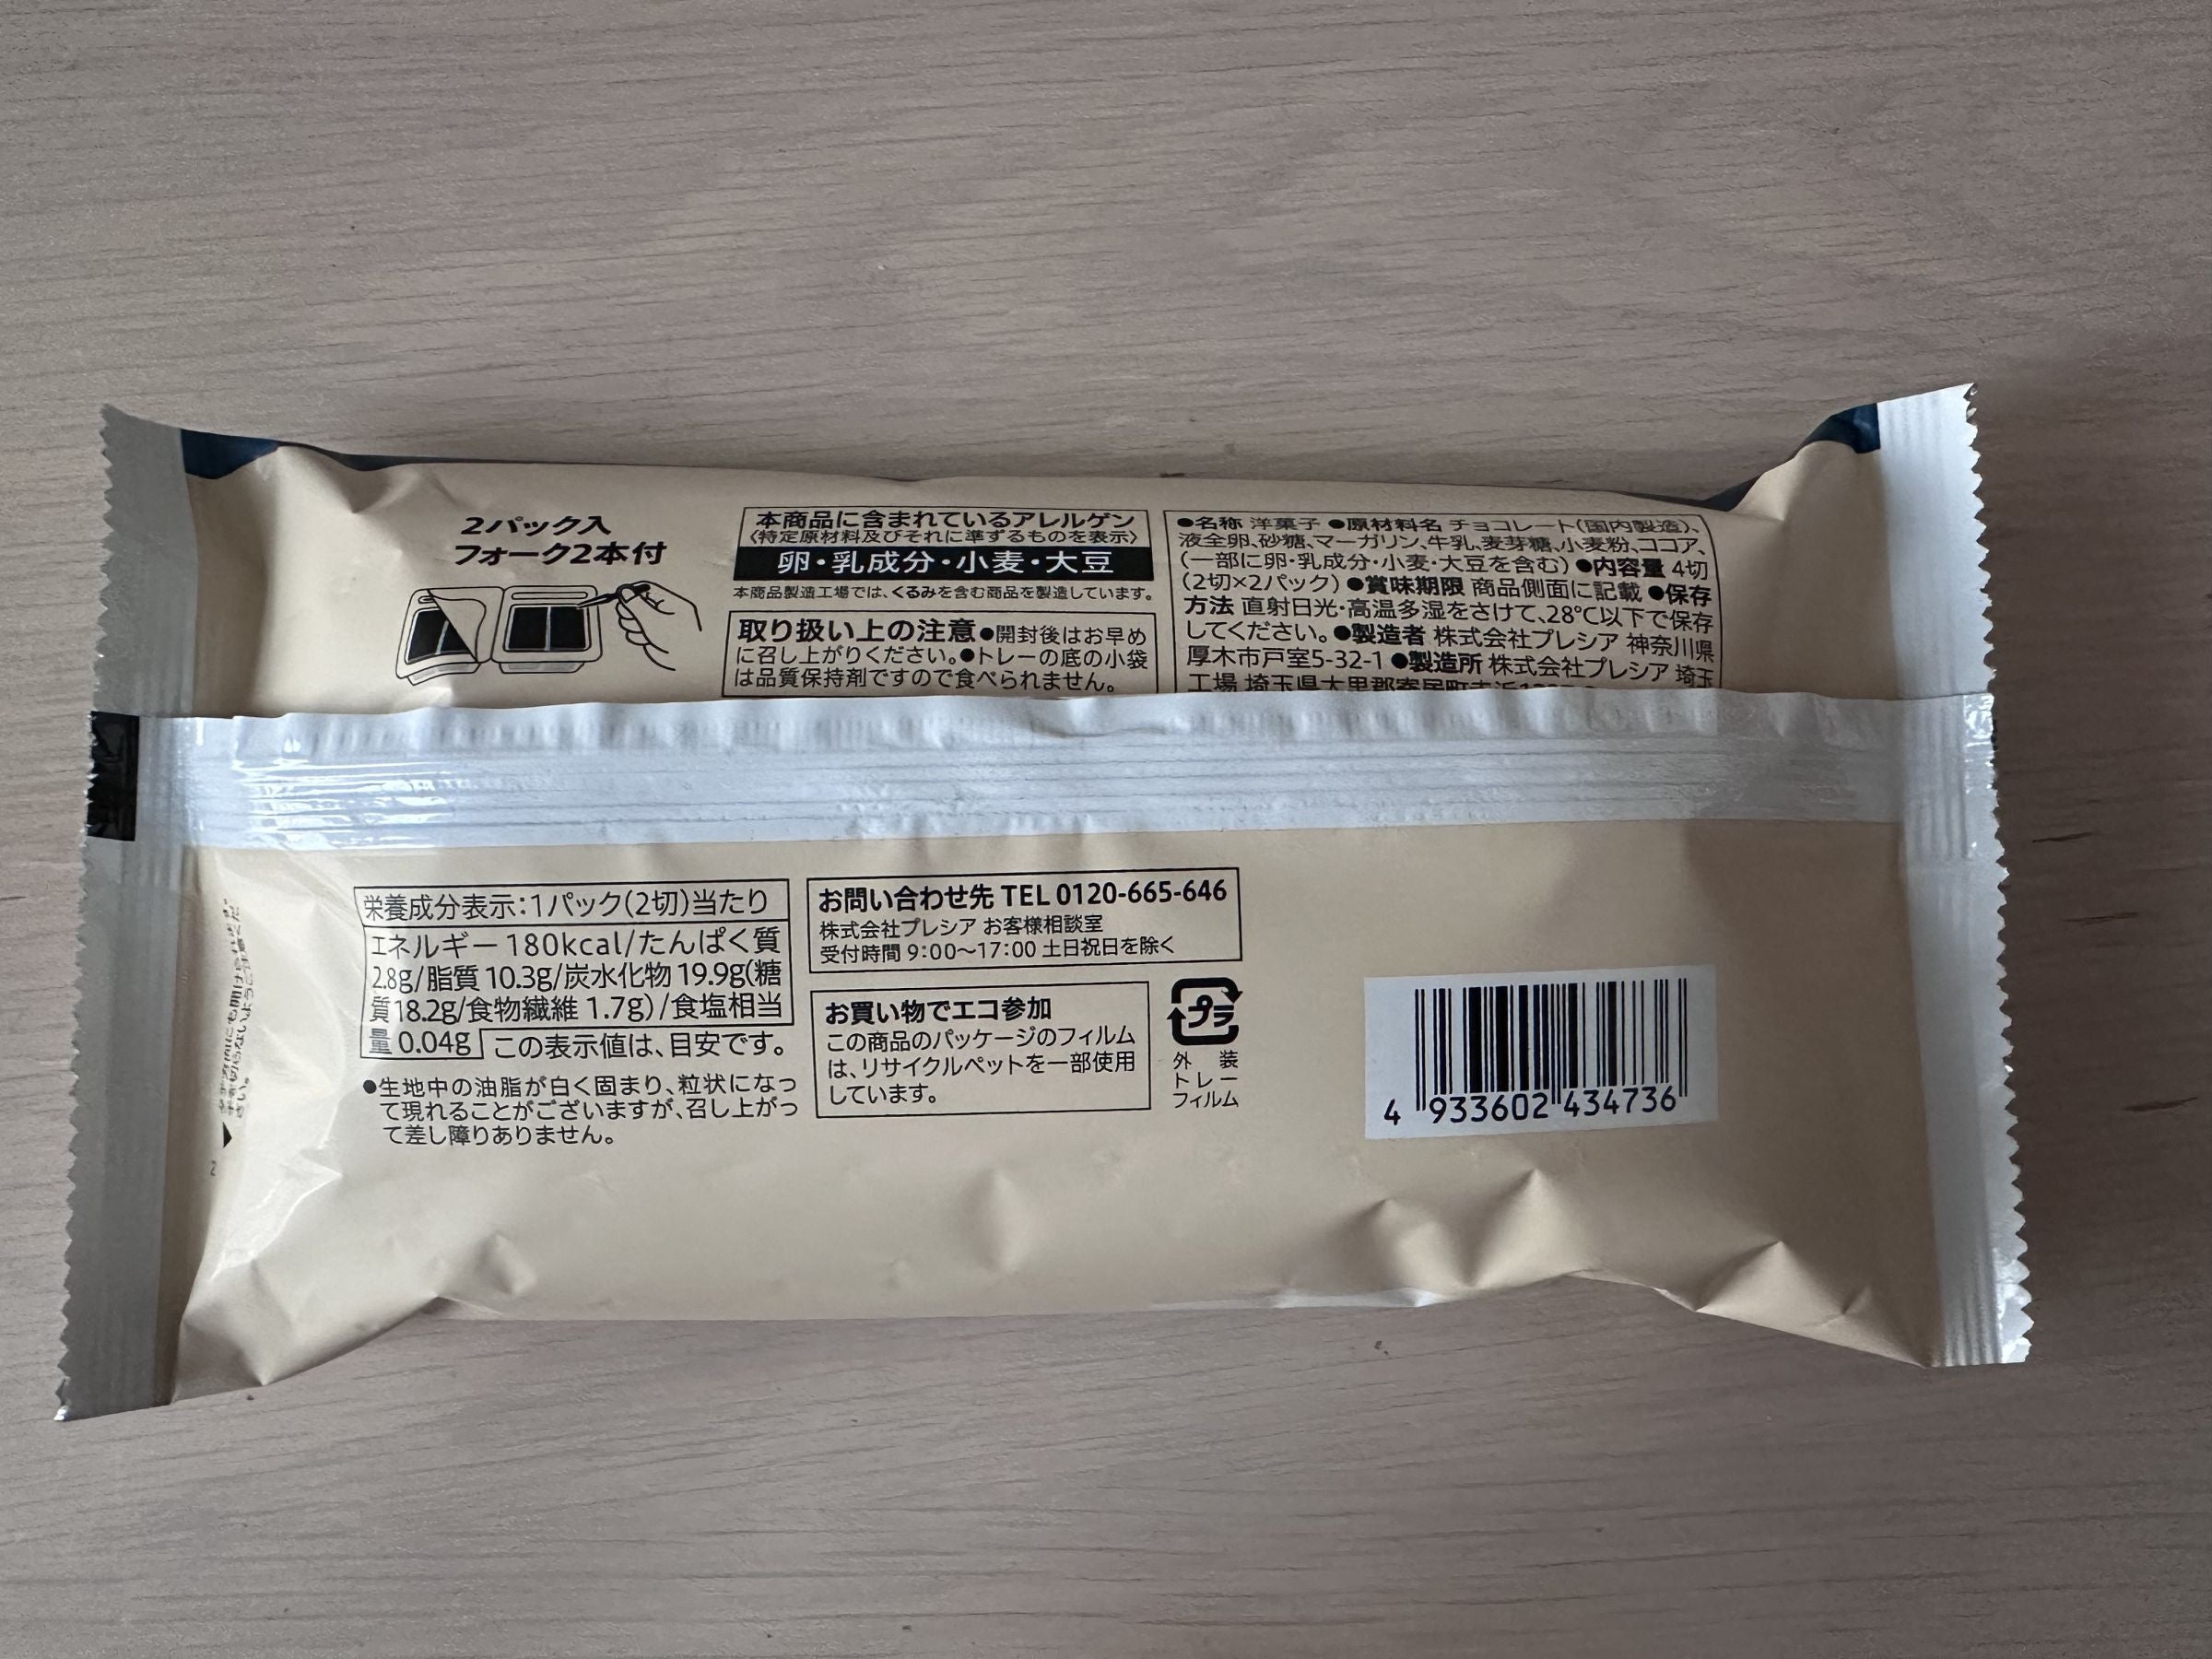 2パック入
フォーク2本付
本商品に含まれているアレルゲン
〈特定原材料及びそれに準ずるものを表示〉
卵・乳成分・小麦・大豆
本商品製造工場では、くるみを含む商品を製造しています。
取り扱い上の注意●開封後はお早め
に召し上がりください。●トレーの底の小袋
は品質保持剤ですので食べられません。
●名称 洋菓子 ●原材料名 チョコレート(国内製造)、
液全卵、砂糖、マーガリン、牛乳、麦芽糖、小麦粉、ココア、
(一部に卵・乳成分・小麦・大豆を含む) ●内容量 4切
(2切×2パック) ●賞味期限 商品側面に記載 ●保存
方法 直射日光・高温多湿をさけて、28℃以下で保存
してください。●製造者 株式会社プレシア 神奈川県
厚木市戸室5-32-1 ●製造所 株式会社プレシア 埼玉
工場 埼玉県大里郡寄居町
栄養成分表示:1パック(2切)当たり
エネルギー 180kcal/たんぱく質
2.8g/脂質 10.3g/炭水化物 19.9g(糖
質18.2g/食物繊維 1.7g)/食塩相当
量 0.04g この表示値は、目安です。
●生地中の油脂が白く固まり、粒状になっ
て現れることがございますが、召し上がっ
て差し障りありません。
お問い合わせ先 TEL 0120-665-646
株式会社プレシア お客様相談室
受付時間 9:00～17:00 土日祝日を除く
お買い物でエコ参加
この商品のパッケージのフィルム
は、リサイクルペットを一部使用
しています。
プラ
外 装
トレー
フィルム
4 933602 434736